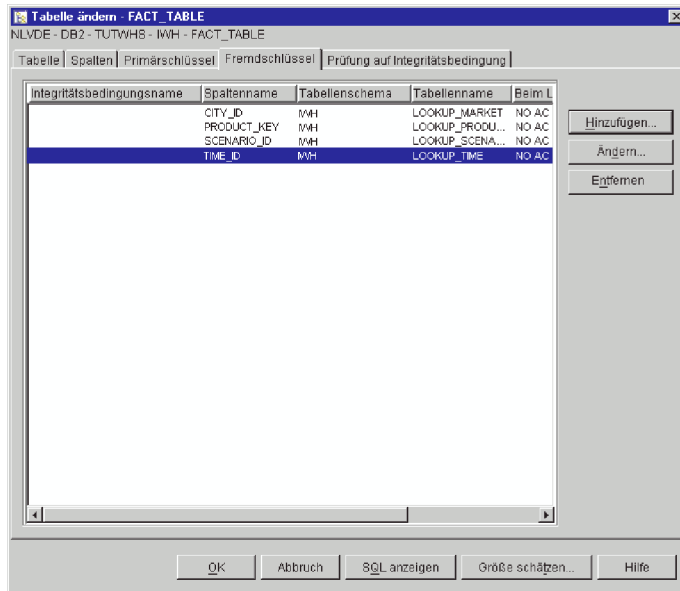 Tabelle ändern - FACT_TABLE
NLVDE - DB2 - TUTWHS - IWH - FACT_TABLE
Tabelle Spalten Primärschlüssel Fremdschlüssel Prüfung auf Integritätsbedingung
Integritätsbedingungsname Spaltenname Tabellenschema Tabellenname Beim L
CITY_ID IWH LOOKUP_MARKET NO AC
PRODUCT_KEY IWH LOOKUP_PRODU... NO AC
SCENARIO_ID IWH LOOKUP_SCENA... NO AC
TIME_ID IWH LOOKUP_TIME NO AC
Hinzufügen...
Ändern...
Entfernen
OK Abbruch SQL anzeigen Größe schätzen... Hilfe